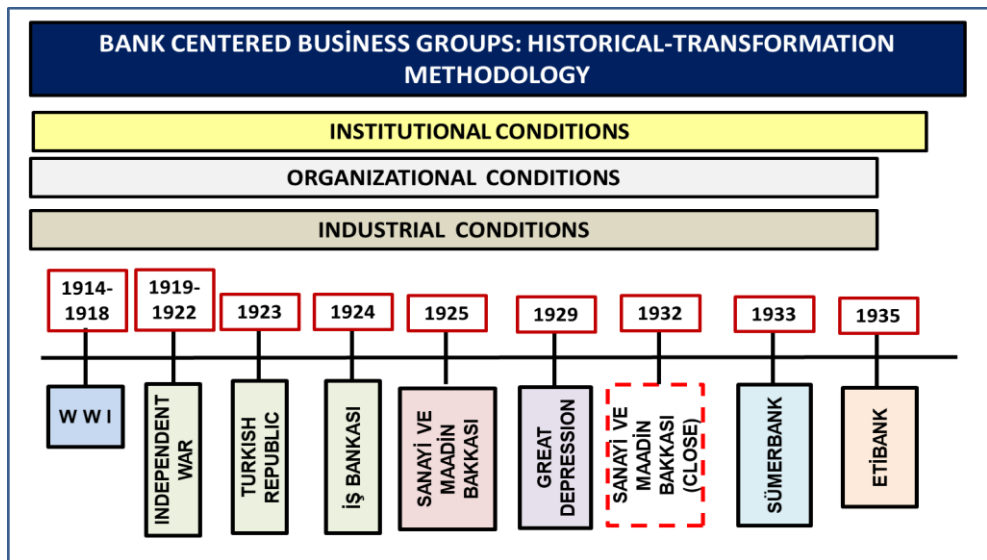 BANK CENTERED BUSİNESS GROUPS: HISTORICAL-TRANSFORMATION
METHODOLOGY
INSTITUTIONAL CONDITIONS
ORGANIZATIONAL CONDITIONS
INDUSTRIAL CONDITIONS
1914-
1918
1919-
1922
1923
1924
1925
1929
1932
1933
1935
W W I
INDEPENDENT
WAR
TURKISH
REPUBLIC
İŞ BANKASI
SANAYİ VE
MAADİN
BAKKASI
GREAT
DEPRESSION
SANAYİ VE
MAADİN
BAKKASI
(CLOSE)
SÜMERBANK
ETİBANK